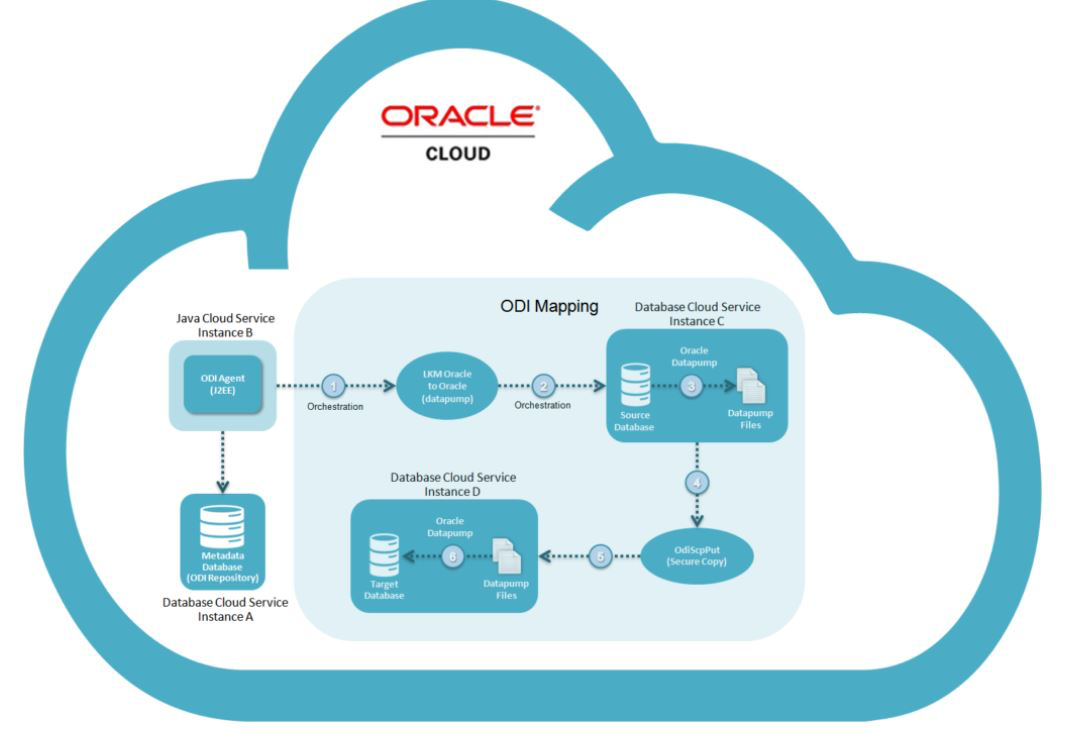 ORACLE®
CLOUD
ODI Mapping
Java Cloud Service
Instance B
ODI Agent
(J2EE)
1
Orchestration
LKM Oracle
to Oracle
(datapump)
2
Orchestration
Database Cloud Service
Instance C
Oracle
Datapump
3
Source
Database
Datapump
Files
4
OdiScpPut
(Secure Copy)
5
Database Cloud Service
Instance D
Oracle
Datapump
6
Target
Database
Datapump
Files
Metadata
Database
(ODI Repository)
Database Cloud Service
Instance A